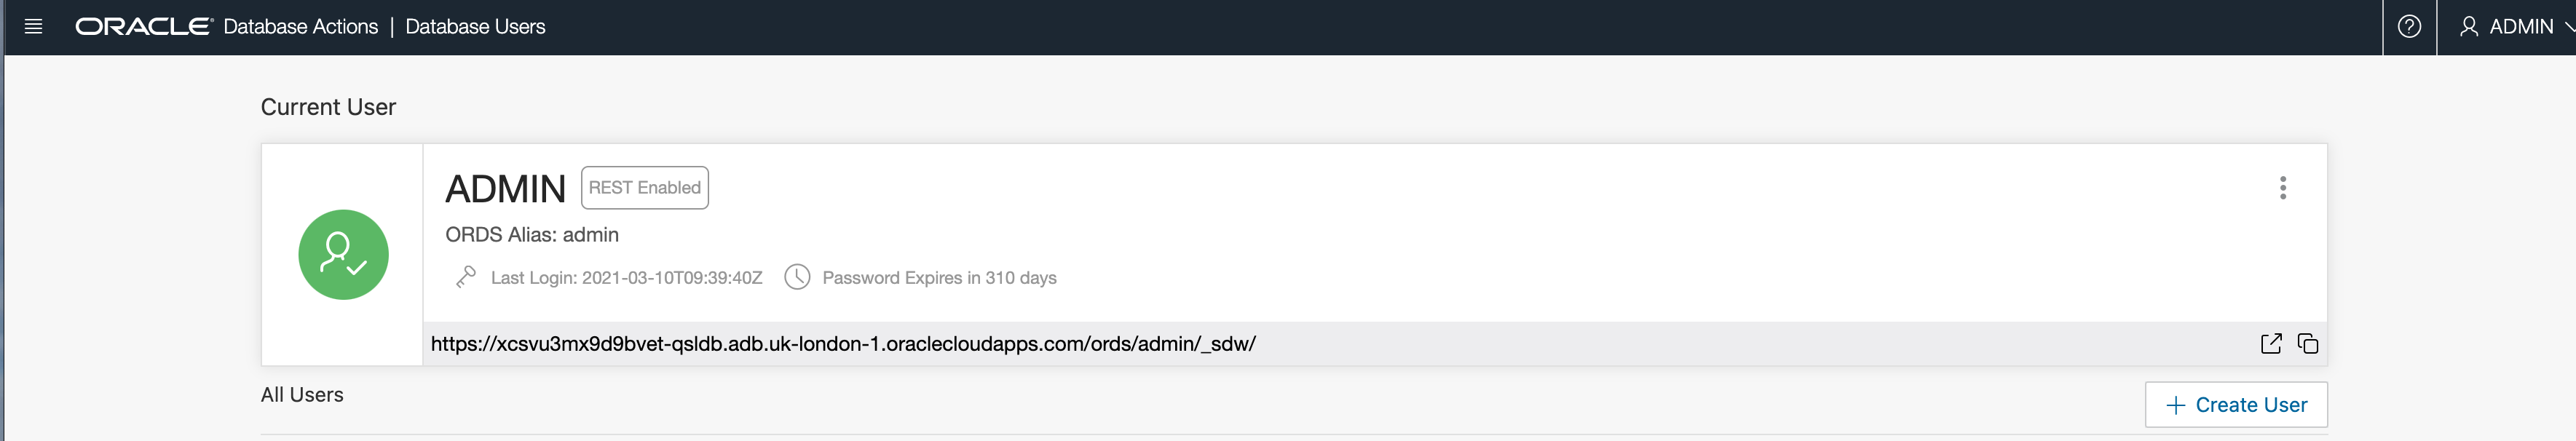 ORACLE® Database Actions | Database Users
ADMIN
Current User
ADMIN REST Enabled
ORDS Alias: admin
Last Login: 2021-03-10T09:39:40Z Password Expires in 310 days
https://xcsvu3mx9d9bvet-qsldb.adb.uk-london-1.oraclecloudapps.com/ords/admin/_sdw/
All Users
+ Create User